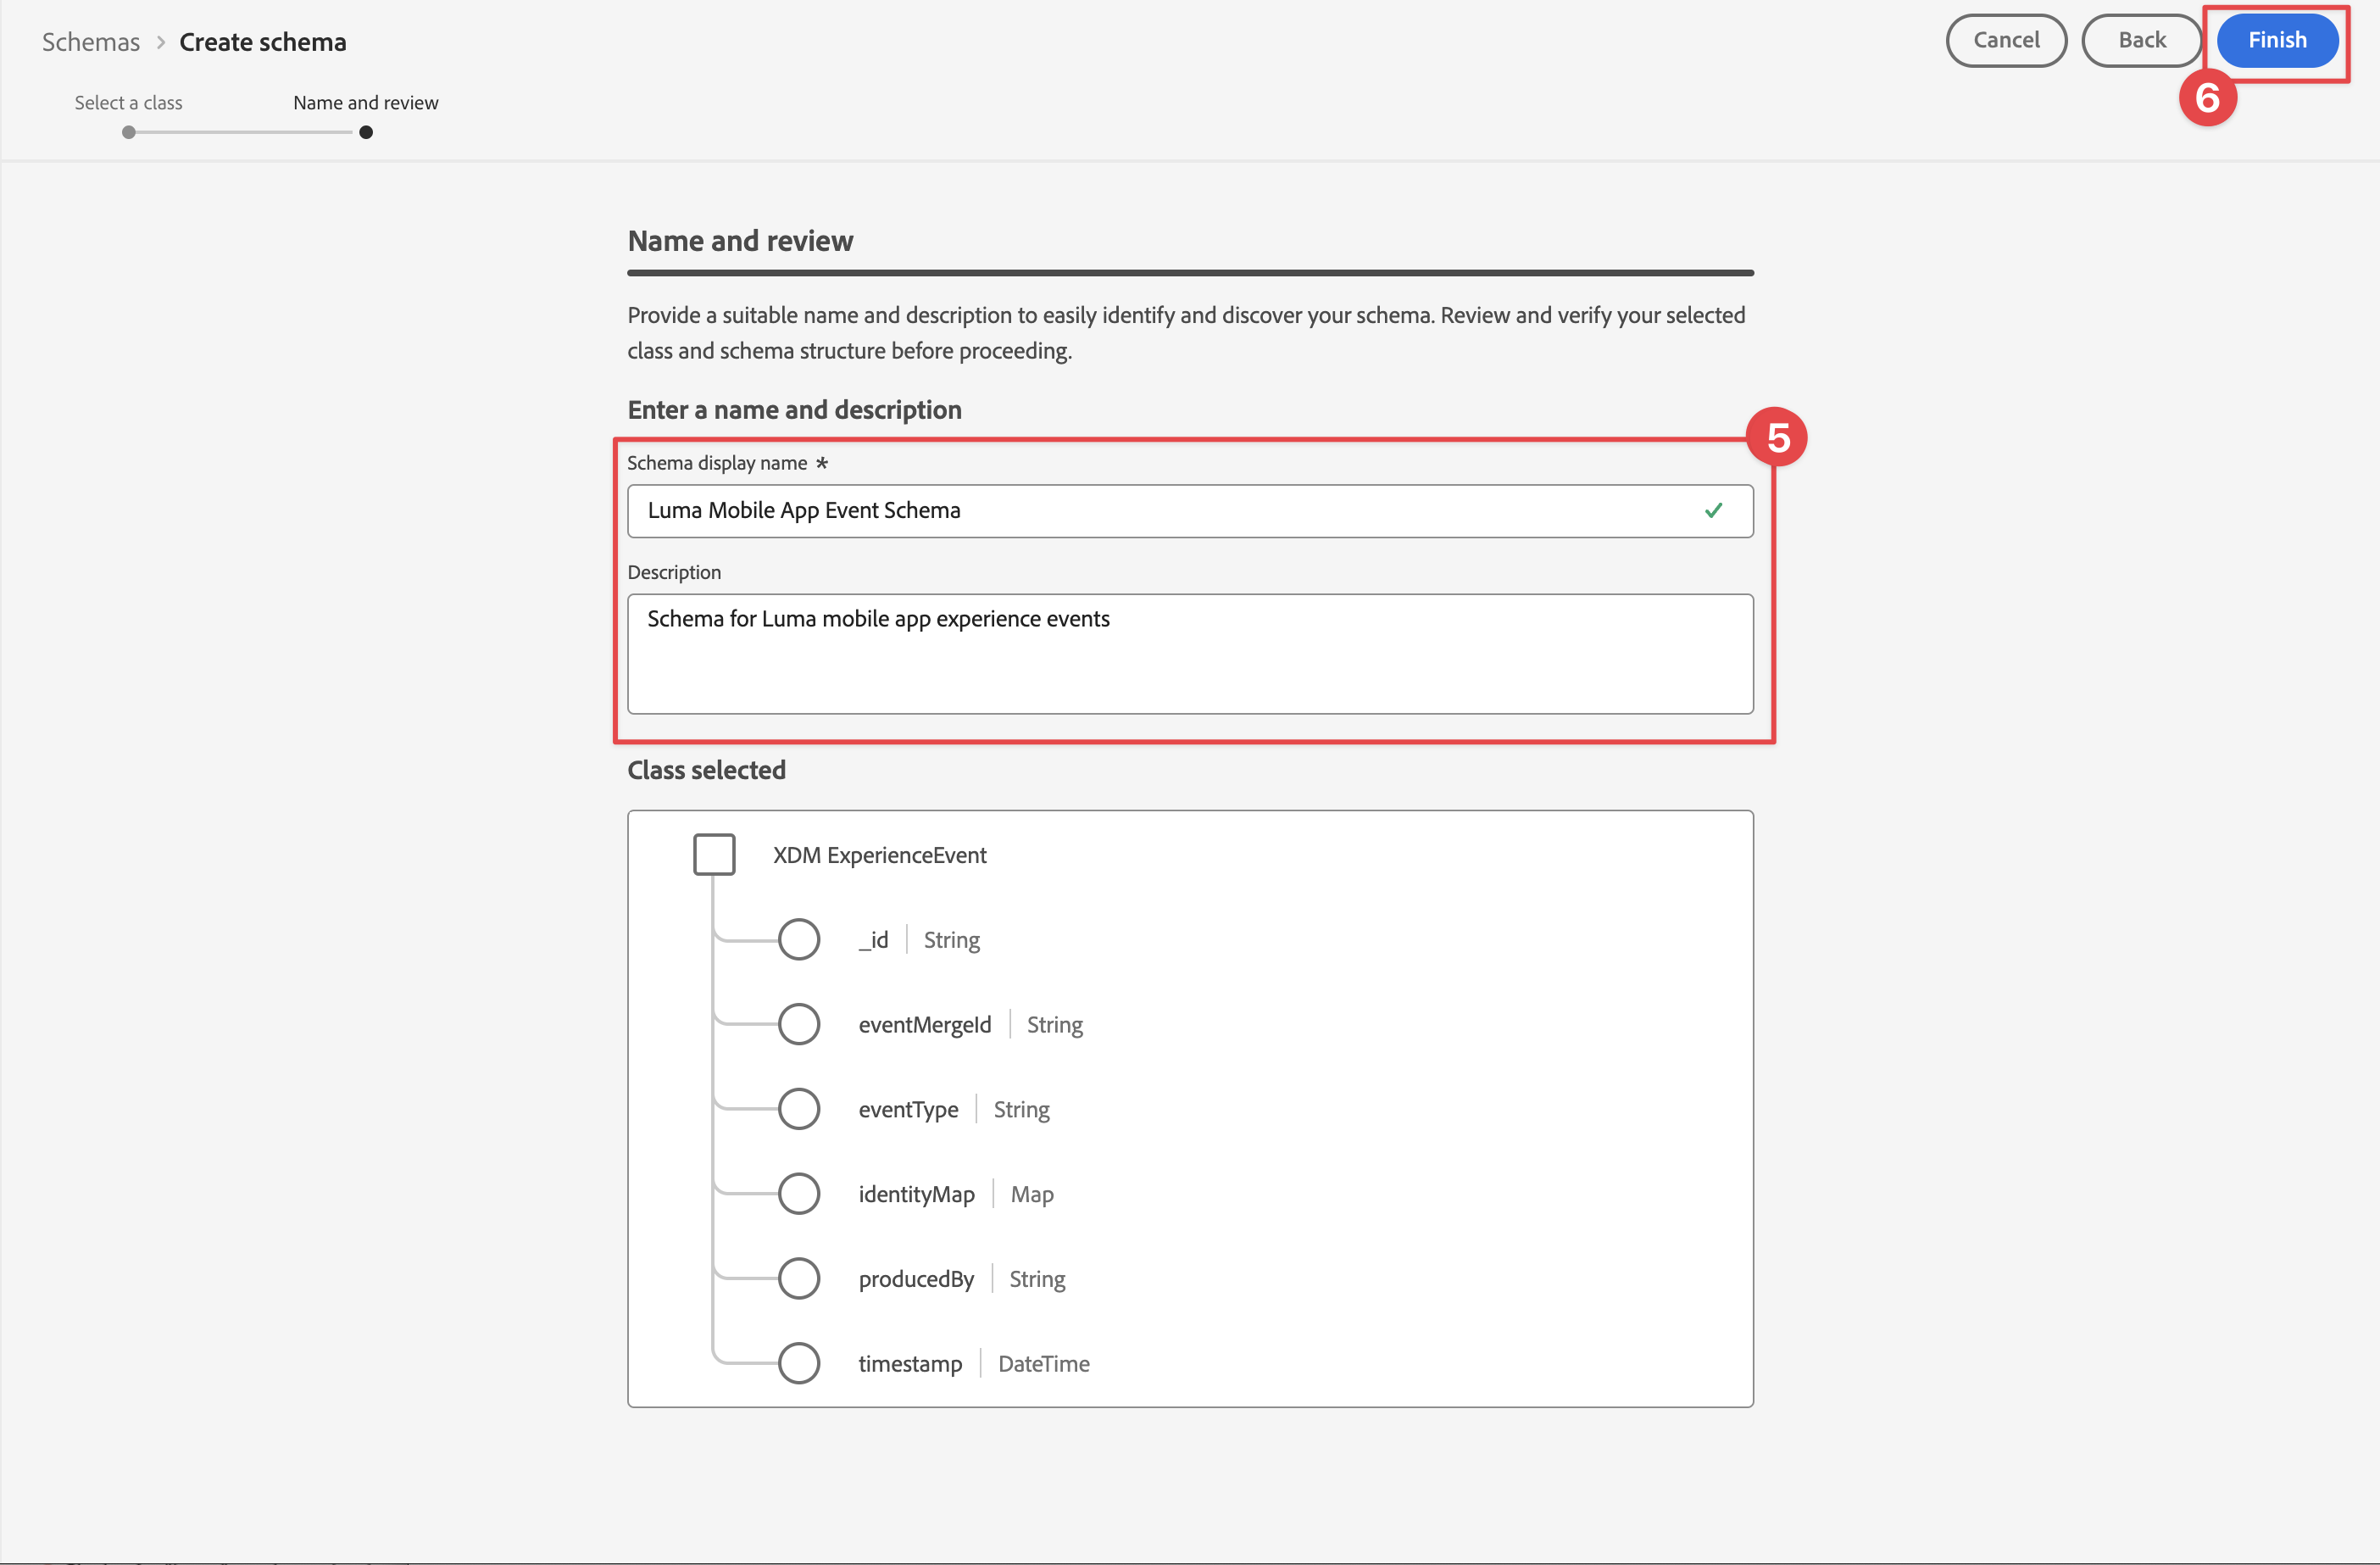 Schemas > Create schema
Cancel
Back
Finish
6
Select a class
Name and review
Name and review
Provide a suitable name and description to easily identify and discover your schema. Review and verify your selected
class and schema structure before proceeding.
Enter a name and description
5
Schema display name *
Luma Mobile App Event Schema
Description
Schema for Luma mobile app experience events
Class selected
XDM ExperienceEvent
_id | String
eventMergeId | String
eventType | String
identityMap | Map
producedBy | String
timestamp | DateTime